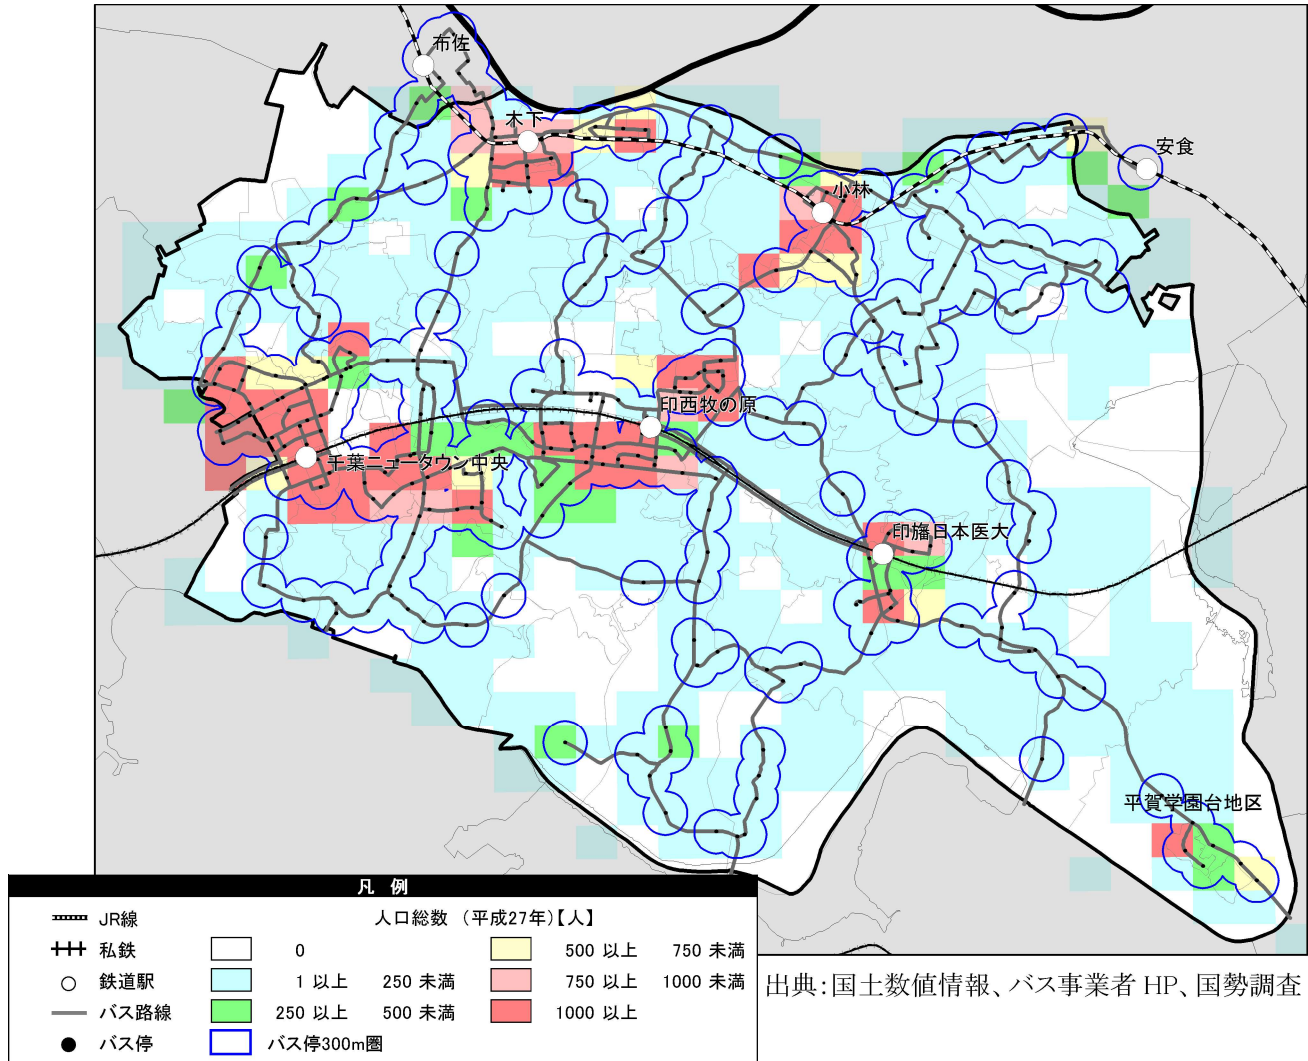 布佐
木下
安食
小林
印西牧の原
千葉ニュータウン中央
印旛日本医大
平賀学園台地区
凡 例
JR線 人口総数 (平成27年)【人】
私鉄 0 500 以上 750 未満
鉄道駅 1 以上 250 未満 750 以上 1000 未満
バス路線 250 以上 500 未満 1000 以上
バス停 バス停300m圏
出典:国土数値情報、バス事業者 HP、国勢調査